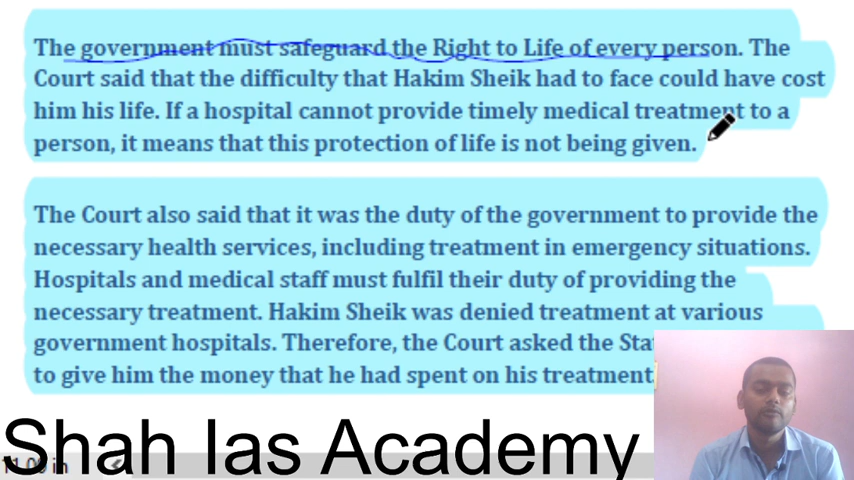 The government must safeguard the Right to Life of every person. The
Court said that the difficulty that Hakim Sheik had to face could have cost
him his life. If a hospital cannot provide timely medical treatment to a
person, it means that this protection of life is not being given.
The Court also said that it was the duty of the government to provide the
necessary health services, including treatment in emergency situations.
Hospitals and medical staff must fulfil their duty of providing the
necessary treatment. Hakim Sheik was denied treatment at various
government hospitals. Therefore, the Court asked the
to give him the money that he had spent on his treatment
Shah Ias Academy
in